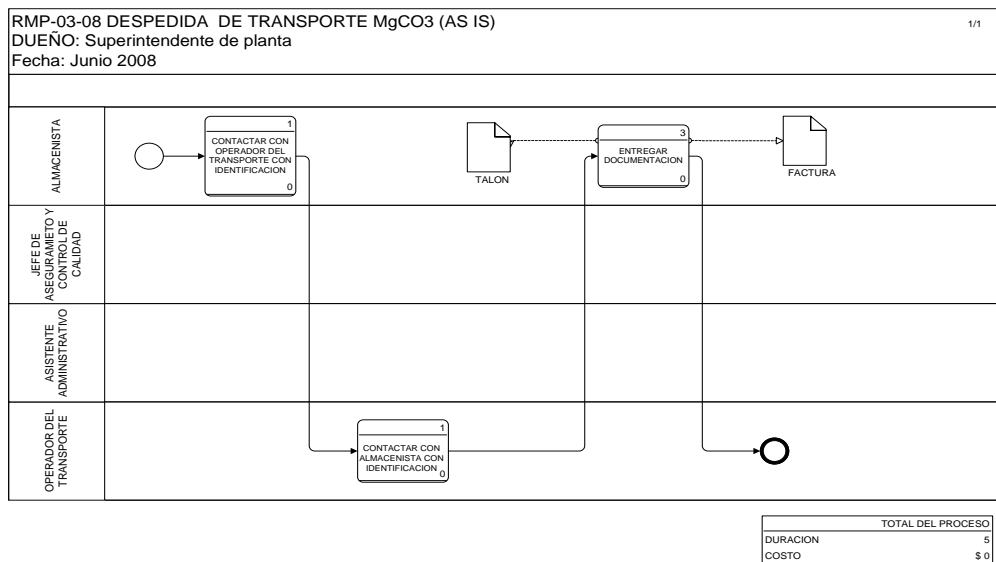 RMP-03-08 DESPEDIDA  DE TRANSPORTE MgCO3 (AS IS)
1/1
DUEÑO: Superintendente de planta
Fecha: Junio 2008
ALMACENISTA
1
CONTACTAR CON
OPERADOR DEL
TRANSPORTE CON
IDENTIFICACION
0
TALON
3
ENTREGAR
DOCUMENTACION
0
FACTURA
JEFE DE
ASEGURAMIETO Y
CONTROL DE
CALIDAD
ASISTENTE
ADMINISTRATIVO
OPERADOR DEL
TRANSPORTE
1
CONTACTAR CON
ALMACENISTA CON
IDENTIFICACION
0
TOTAL DEL PROCESO
DURACION 5
COSTO $ 0